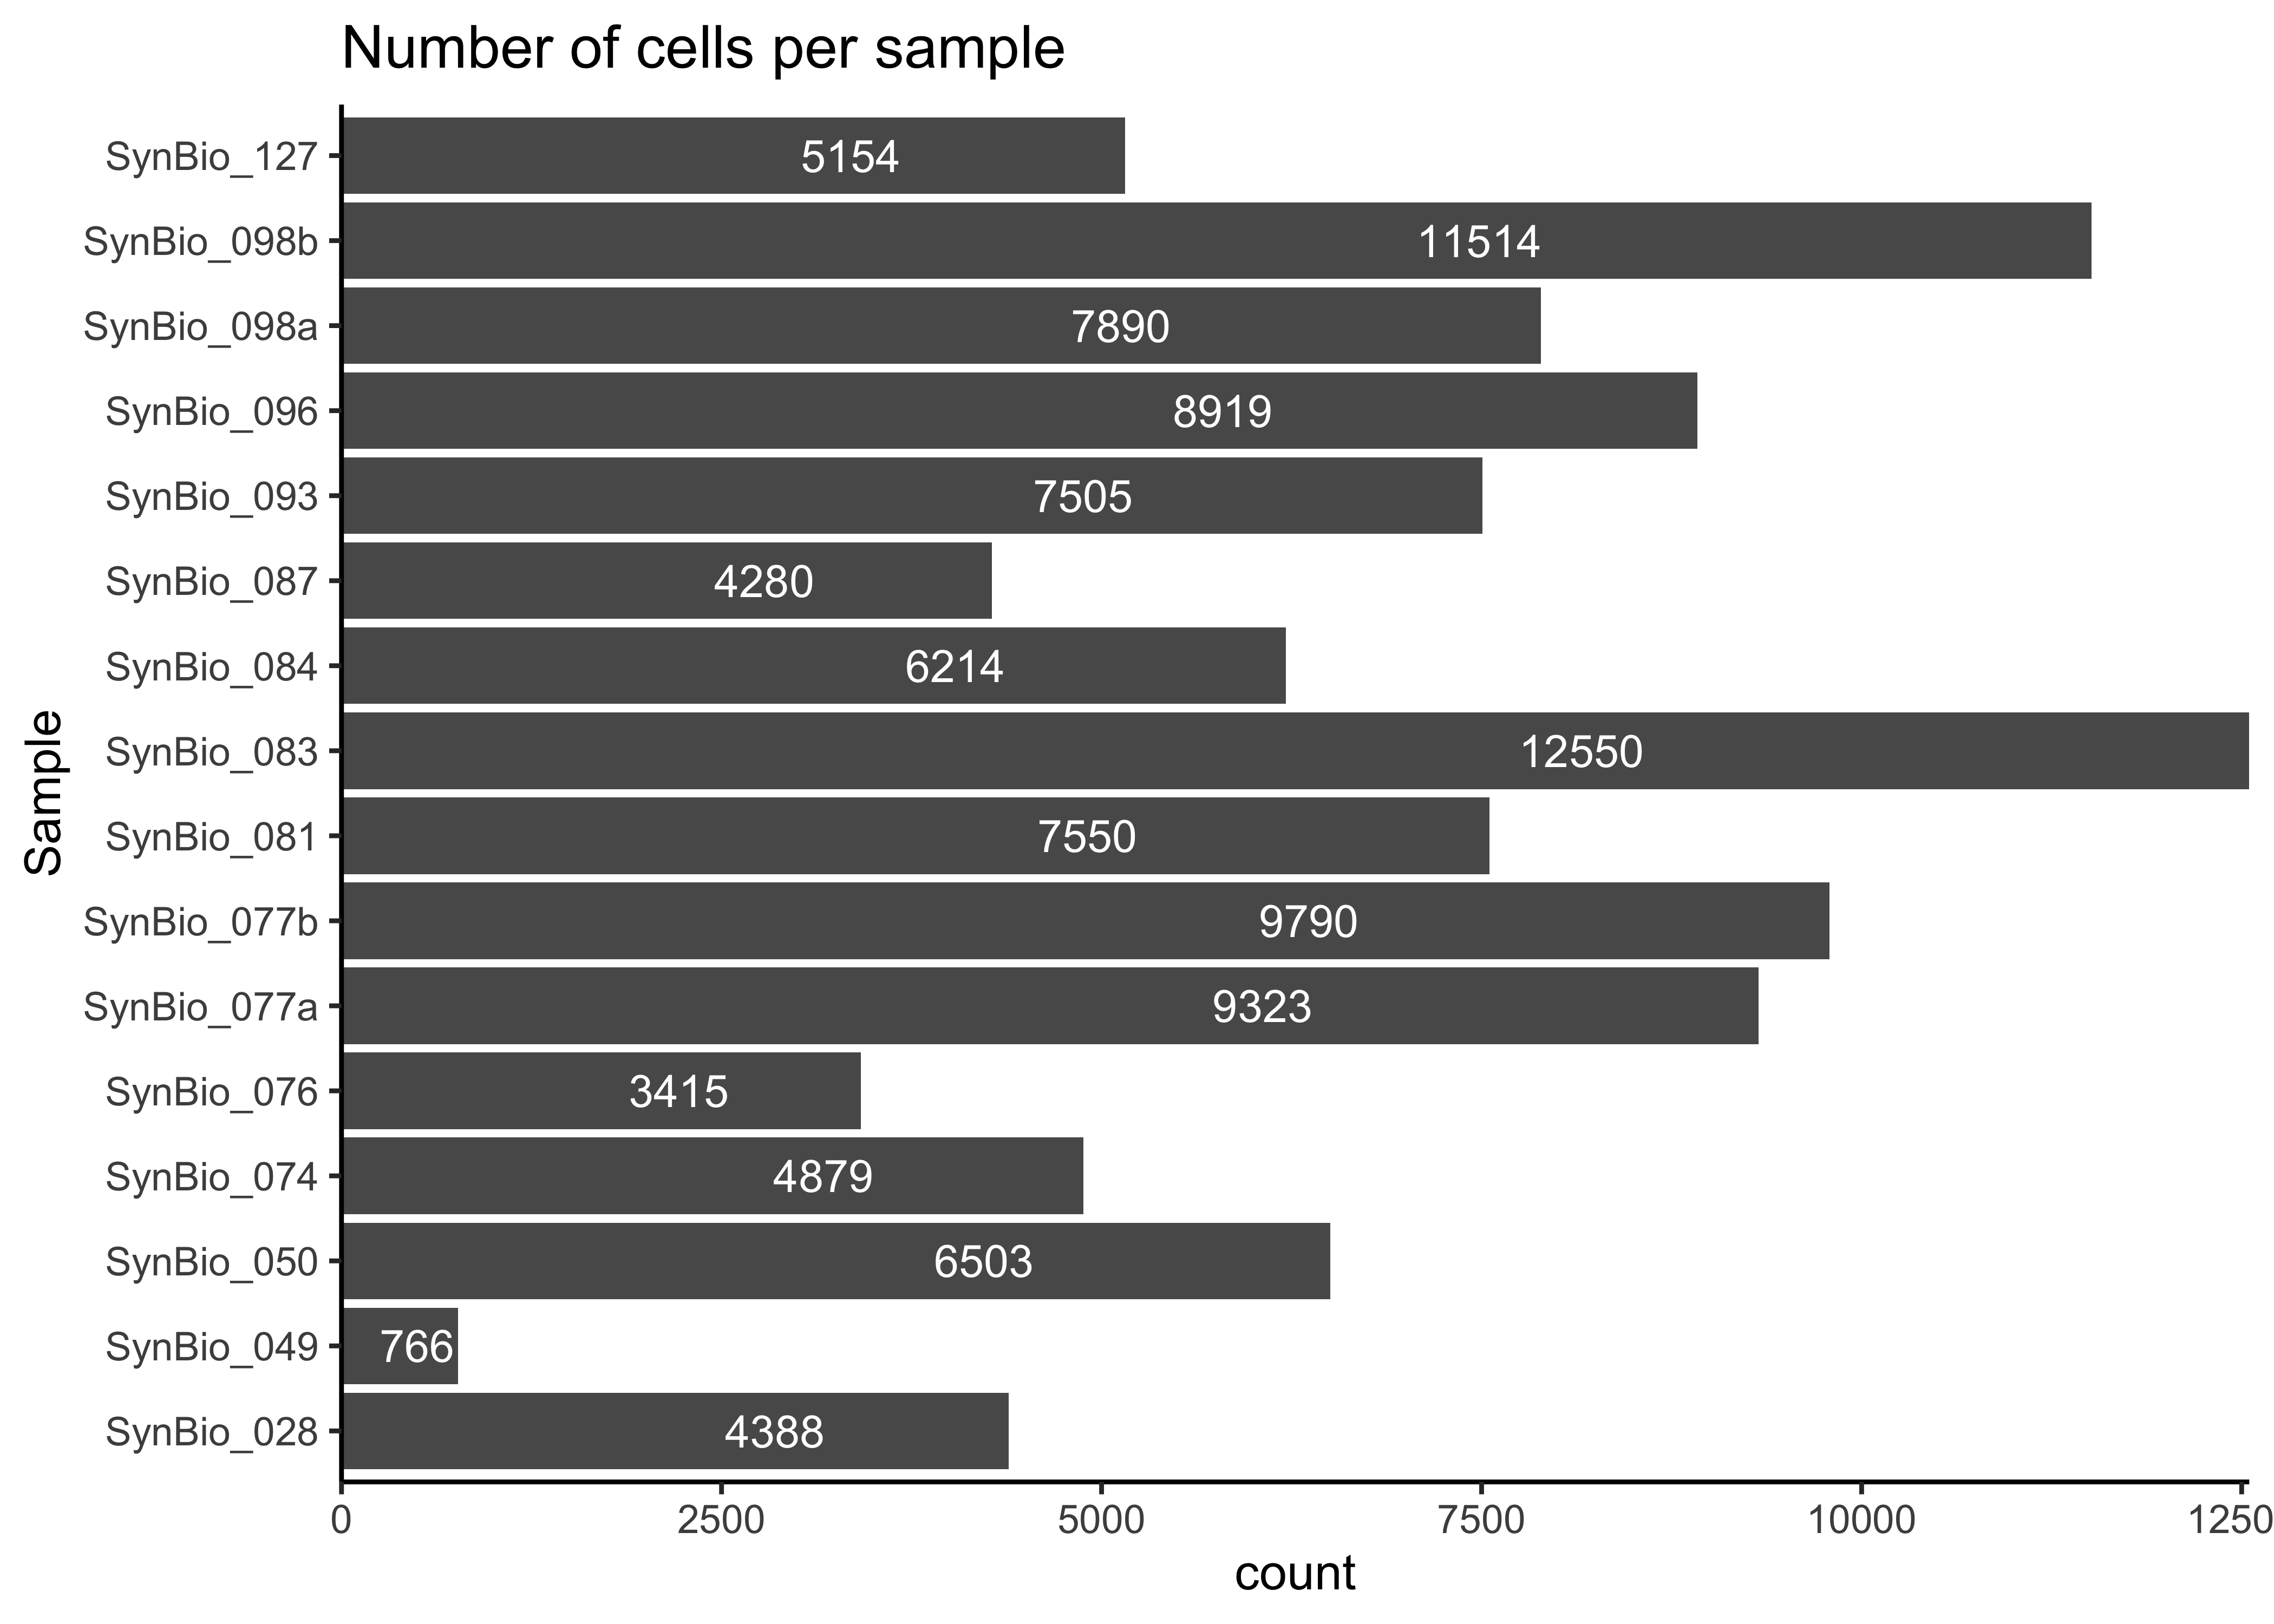 Number of cells per sample
SynBio_127 5154
SynBio_098b 11514
SynBio_098a 7890
SynBio_096 8919
SynBio_093 7505
SynBio_087 4280
SynBio_084 6214
SynBio_083 12550
SynBio_081 7550
SynBio_077b 9790
SynBio_077a 9323
SynBio_076 3415
SynBio_074 4879
SynBio_050 6503
SynBio_049 766
SynBio_028 4388
Sample
0 2500 5000 7500 10000 1250
count